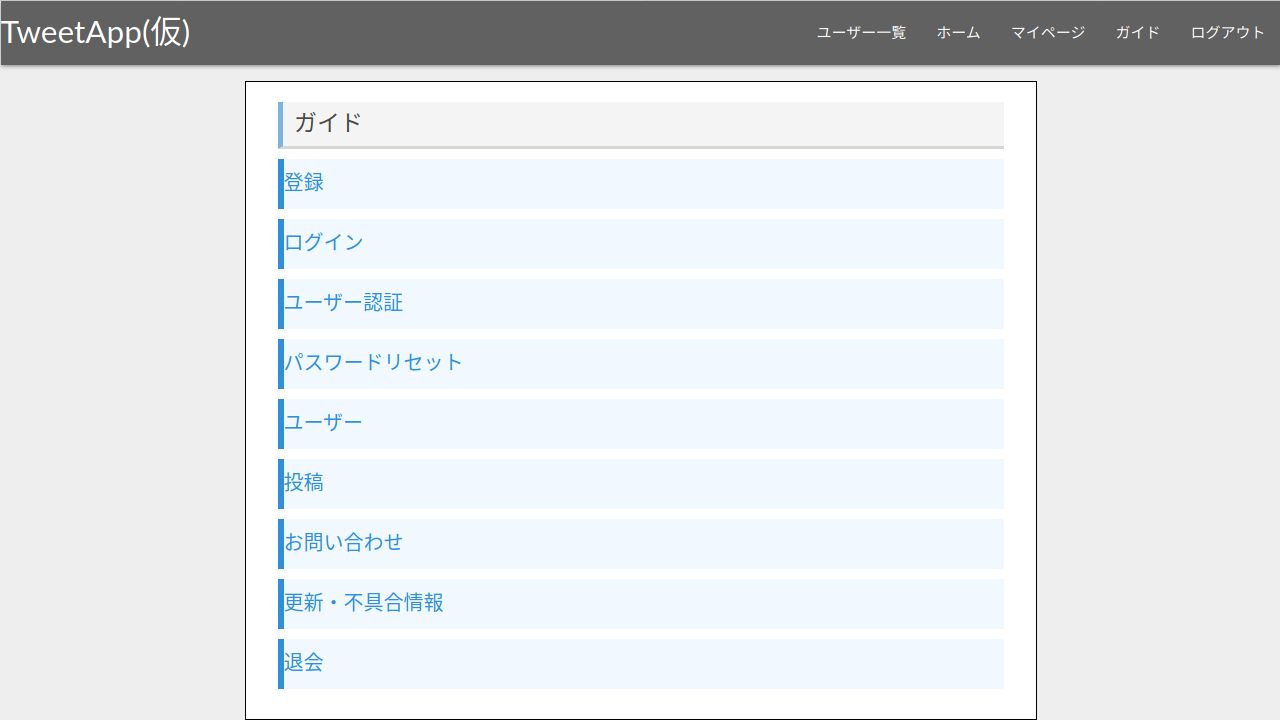 TweetApp(仮)
ユーザー一覧 ホーム マイページ ガイド ログアウト
ガイド
登録
ログイン
ユーザー認証
パスワードリセット
ユーザー
投稿
お問い合わせ
更新・不具合情報
退会